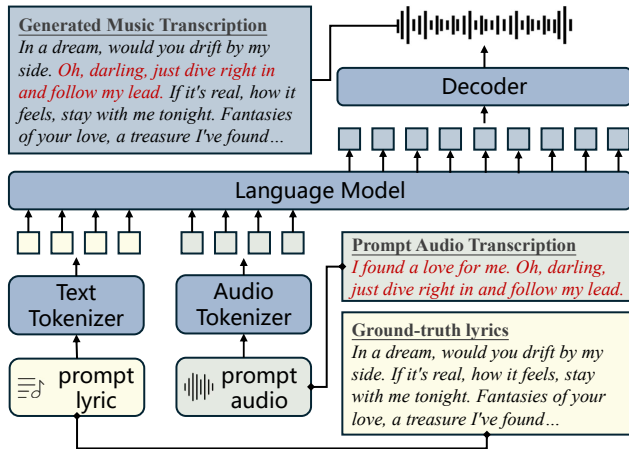 Generated Music Transcription
In a dream, would you drift by my
side. Oh, darling, just dive right in
and follow my lead. If it's real, how it
feels, stay with me tonight. Fantasies
of your love, a treasure I've found…
Decoder
Language Model
Text
Tokenizer
Audio
Tokenizer
Prompt Audio Transcription
I found a love for me. Oh, darling,
just dive right in and follow my lead.
prompt
lyric
prompt
audio
Ground-truth lyrics
In a dream, would you drift by my
side. If it's real, how it feels, stay
with me tonight. Fantasies of your
love, a treasure I've found…